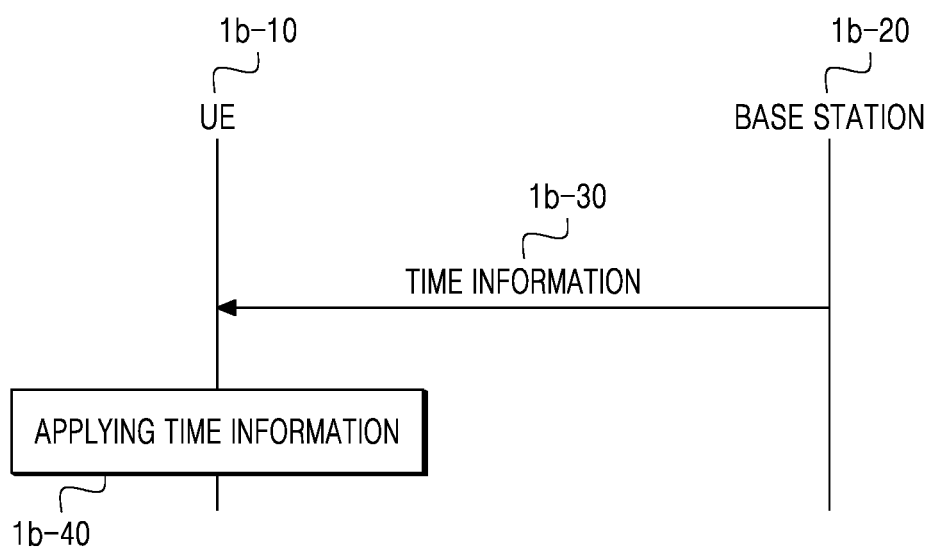 1b-10
1b-20
UE
BASE STATION
1b-30
TIME INFORMATION
APPLYING TIME INFORMATION
1b-40